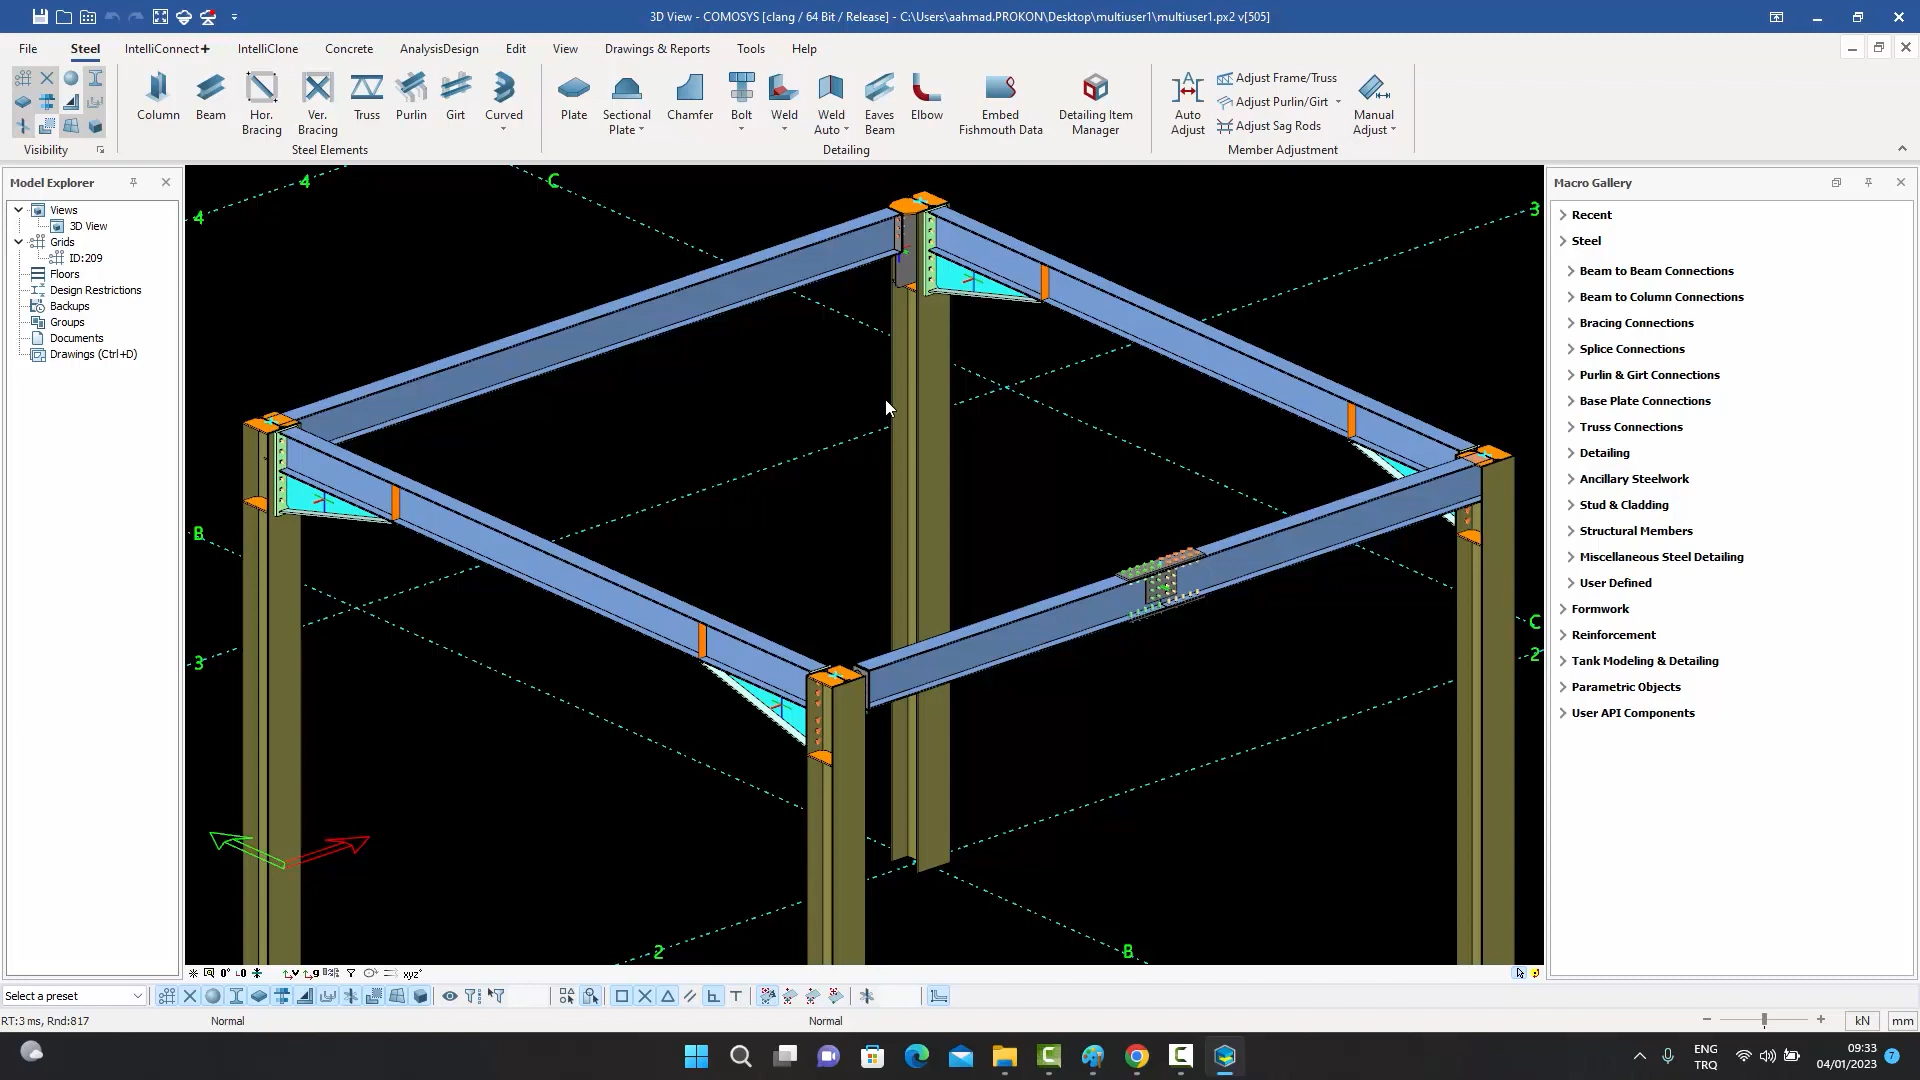 3D View - COMOSYS [clang / 64 Bit / Release] - C:\Users\aahmad.PROKON\Desktop\multiuser1\multiuser1.px2 v[505]
File Steel IntelliConnect+ IntelliClone Concrete AnalysisDesign Edit View Drawings & Reports Tools Help
Column Beam Hor. Bracing Ver. Bracing Truss Purlin Girt Curved Plate Sectional Plate Chamfer Bolt Weld Weld Auto Eaves Beam Elbow Embed Fishmouth Data Detailing Item Manager Auto Adjust
Adjust Frame/Truss
Adjust Purlin/Girt
Adjust Sag Rods
Manual Adjust
Visibility Steel Elements Detailing Member Adjustment
Model Explorer
Views
3D View
Grids
ID:209
Floors
Design Restrictions
Backups
Groups
Documents
Drawings (Ctrl+D)
4 C
4 3
B
3
C
2
2 B
Macro Gallery
Recent
Steel
Beam to Beam Connections
Beam to Column Connections
Bracing Connections
Splice Connections
Purlin & Girt Connections
Base Plate Connections
Truss Connections
Detailing
Ancillary Steelwork
Stud & Cladding
Structural Members
Miscellaneous Steel Detailing
User Defined
Formwork
Reinforcement
Tank Modeling & Detailing
Parametric Objects
User API Components
xyz°
Select a preset
RT:3 ms, Rnd:817 Normal Normal kN mm
ENG
TRQ
09:33
04/01/2023
7